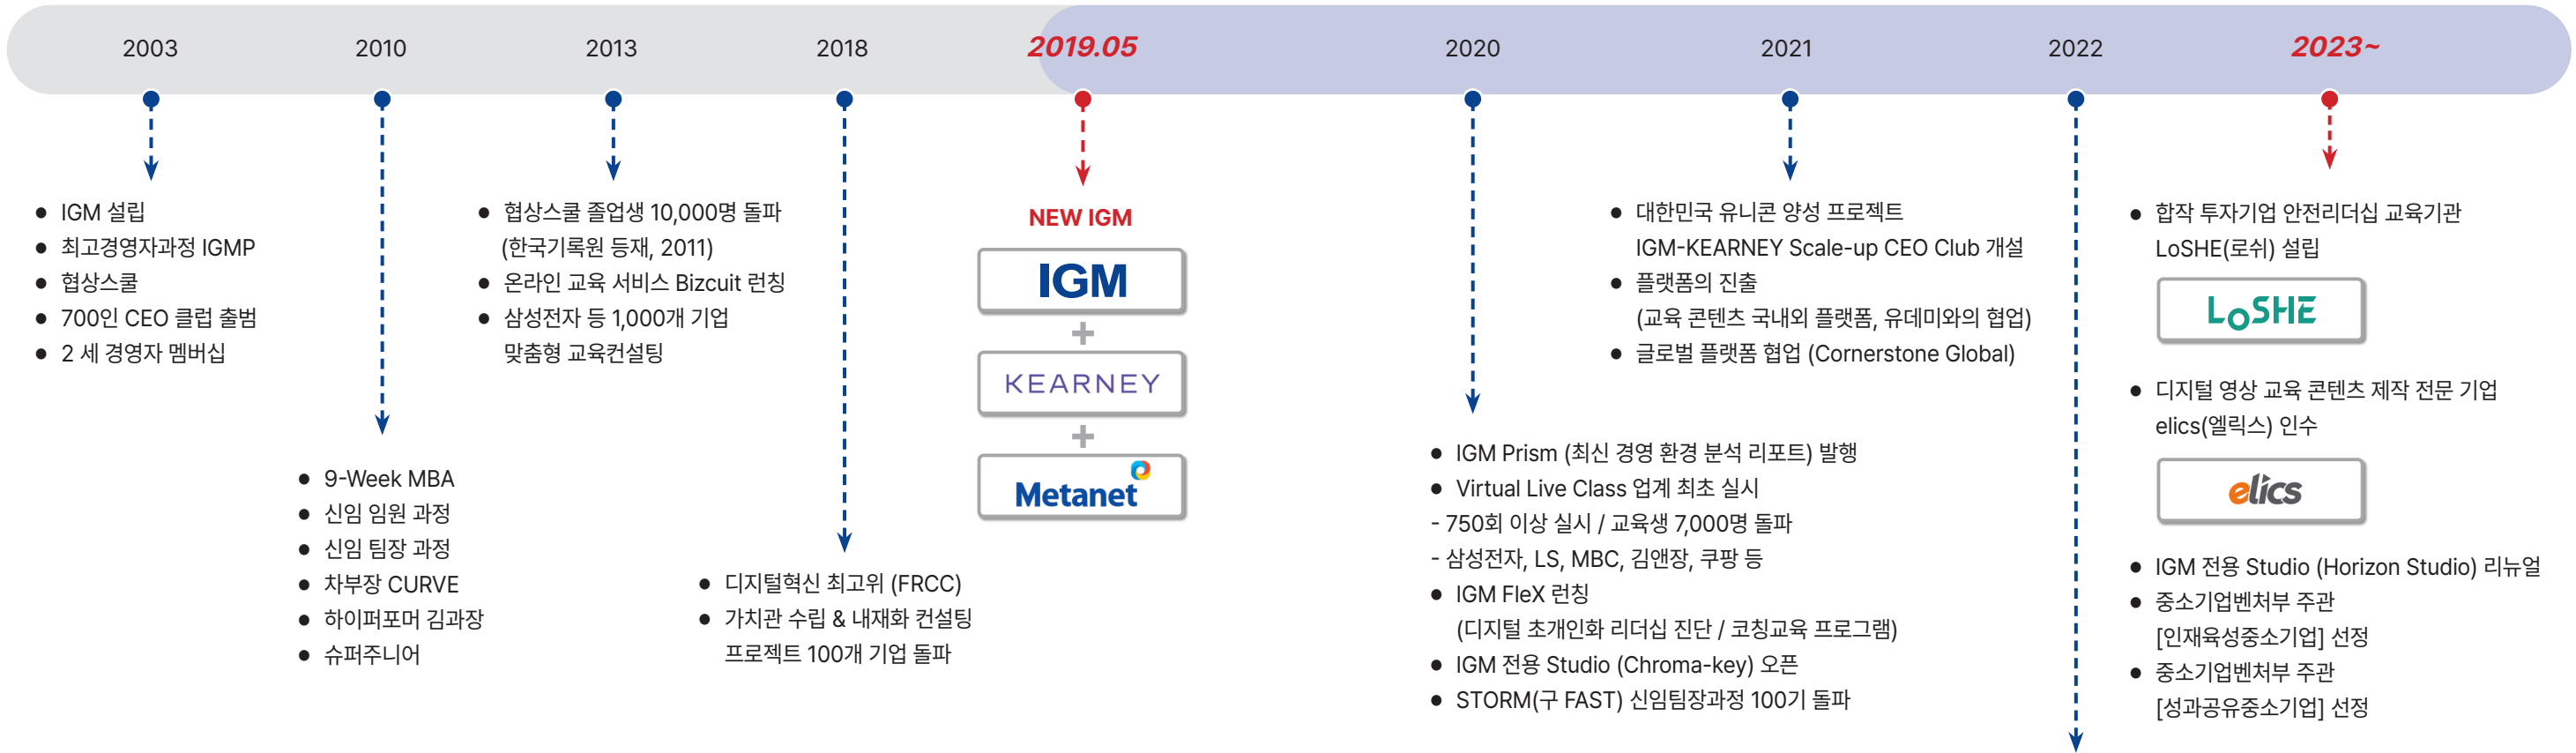 2003
2010
2013
2018
2019.05
2020
2021
2022
2023~
● IGM 설립
● 최고경영자과정 IGMP
● 협상스쿨
● 700인 CEO 클럽 출범
● 2 세 경영자 멤버십
● 9-Week MBA
● 신임 임원 과정
● 신임 팀장 과정
● 차부장 CURVE
● 하이퍼포머 김과장
● 슈퍼주니어
● 협상스쿨 졸업생 10,000명 돌파
(한국기록원 등재, 2011)
● 온라인 교육 서비스 Bizcuit 런칭
● 삼성전자 등 1,000개 기업
맞춤형 교육컨설팅
● 디지털혁신 최고위 (FRCC)
● 가치관 수립 & 내재화 컨설팅
프로젝트 100개 기업 돌파
NEW IGM
IGM
+
KEARNEY
+
Metanet
● IGM Prism (최신 경영 환경 분석 리포트) 발행
● Virtual Live Class 업계 최초 실시
- 750회 이상 실시 / 교육생 7,000명 돌파
- 삼성전자, LS, MBC, 김앤장, 쿠팡 등
● IGM FleX 런칭
(디지털 초개인화 리더십 진단 / 코칭교육 프로그램)
● IGM 전용 Studio (Chroma-key) 오픈
● STORM(구 FAST) 신임팀장과정 100기 돌파
● 대한민국 유니콘 양성 프로젝트
IGM-KEARNEY Scale-up CEO Club 개설
● 플랫폼의 진출
(교육 콘텐츠 국내외 플랫폼, 유데미와의 협업)
● 글로벌 플랫폼 협업 (Cornerstone Global)
● 합작 투자기업 안전리더십 교육기관
LoSHE(로쉬) 설립
LoSHE
● 디지털 영상 교육 콘텐츠 제작 전문 기업
elics(엘릭스) 인수
elics
● IGM 전용 Studio (Horizon Studio) 리뉴얼
● 중소기업벤처부 주관
[인재육성중소기업] 선정
● 중소기업벤처부 주관
[성과공유중소기업] 선정